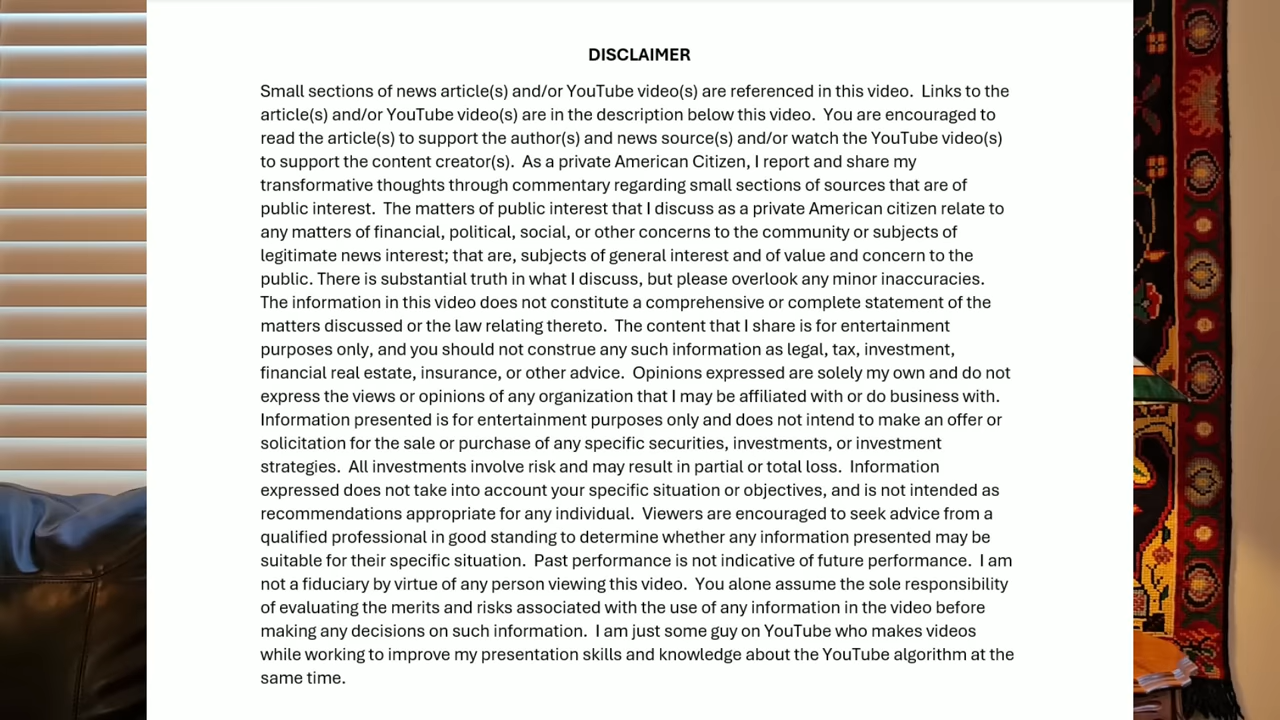 DISCLAIMER
Small sections of news article(s) and/or YouTube video(s) are referenced in this video.  Links to the
article(s) and/or YouTube video(s) are in the description below this video.  You are encouraged to
read the article(s) to support the author(s) and news source(s) and/or watch the YouTube video(s)
to support the content creator(s).  As a private American Citizen, I report and share my
transformative thoughts through commentary regarding small sections of sources that are of
public interest.  The matters of public interest that I discuss as a private American citizen relate to
any matters of financial, political, social, or other concerns to the community or subjects of
legitimate news interest; that are, subjects of general interest and of value and concern to the
public. There is substantial truth in what I discuss, but please overlook any minor inaccuracies.
The information in this video does not constitute a comprehensive or complete statement of the
matters discussed or the law relating thereto.  The content that I share is for entertainment
purposes only, and you should not construe any such information as legal, tax, investment,
financial real estate, insurance, or other advice.  Opinions expressed are solely my own and do not
express the views or opinions of any organization that I may be affiliated with or do business with.
Information presented is for entertainment purposes only and does not intend to make an offer or
solicitation for the sale or purchase of any specific securities, investments, or investment
strategies.  All investments involve risk and may result in partial or total loss.  Information
expressed does not take into account your specific situation or objectives, and is not intended as
recommendations appropriate for any individual.  Viewers are encouraged to seek advice from a
qualified professional in good standing to determine whether any information presented may be
suitable for their specific situation.  Past performance is not indicative of future performance.  I am
not a fiduciary by virtue of any person viewing this video.  You alone assume the sole responsibility
of evaluating the merits and risks associated with the use of any information in the video before
making any decisions on such information.  I am just some guy on YouTube who makes videos
while working to improve my presentation skills and knowledge about the YouTube algorithm at the
same time.